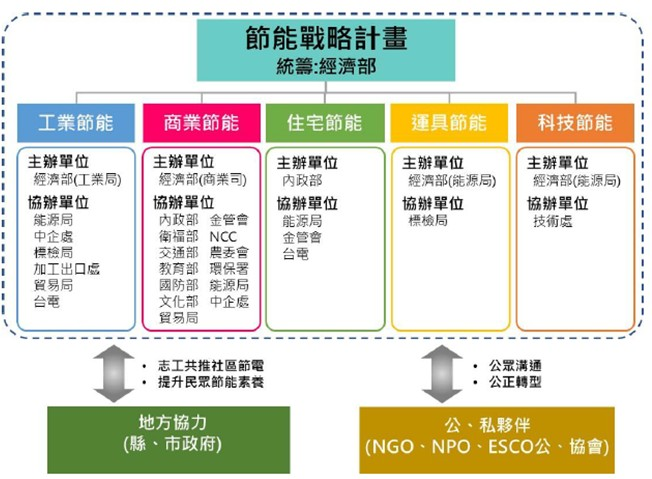 節能戰略計畫
統籌:經濟部
工業節能
主辦單位
經濟部(工業局)
協辦單位
能源局
中企處
標檢局
加工出口處
貿易局
台電
商業節能
主辦單位
經濟部(商業司)
協辦單位
內政部 金管會
衛福部 NCC
交通部 農委會
教育部 環保署
國防部 能源局
文化部 中企處
貿易局
住宅節能
主辦單位
內政部
協辦單位
能源局
金管會
台電
運具節能
主辦單位
經濟部(能源局)
協辦單位
標檢局
科技節能
主辦單位
經濟部(能源局)
協辦單位
技術處
• 志工共推社區節電
• 提升民眾節能素養
• 公眾溝通
• 公正轉型
地方協力
(縣、市政府)
公、私夥伴
(NGO、NPO、ESCO公、協會)